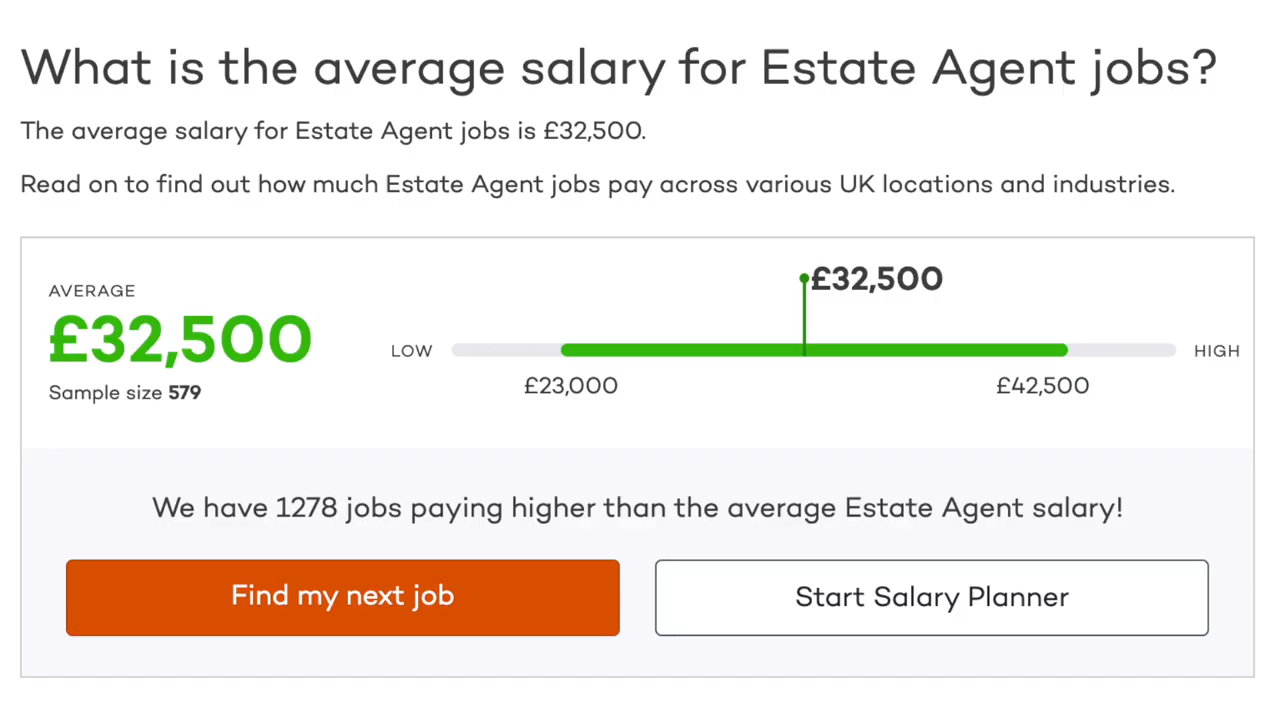 What is the average salary for Estate Agent jobs?
The average salary for Estate Agent jobs is £32,500.
Read on to find out how much Estate Agent jobs pay across various UK locations and industries.
AVERAGE
£32,500
Sample size 579
£32,500
LOW
HIGH
£23,000
£42,500
We have 1278 jobs paying higher than the average Estate Agent salary!
Find my next job
Start Salary Planner